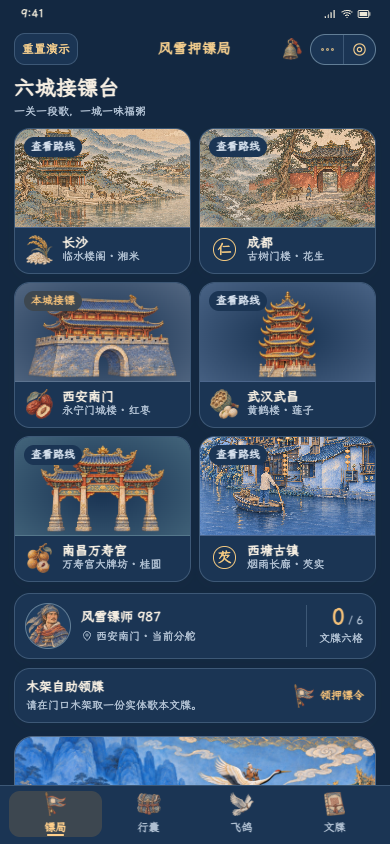 9:41
重置演示
风雪押镖局
六城接镖台
一关一段歌，一城一味福粥
查看路线
查看路线
长沙
临水楼阁·湘米
仁
成都
古树门楼·花生
本城接镖
查看路线
西安南门
永宁门城楼·红枣
武汉武昌
黄鹤楼·莲子
查看路线
查看路线
南昌万寿宫
万寿宫大牌坊·桂圆
芡
西塘古镇
烟雨长廊·芡实
风雪镖师 987
西安南门·当前分舵
0 / 6
文牒六格
木架自助领牒
请在门口木架取一份实体歌本文牒。
领押镖令
镖局
行囊
飞鸽
文牒